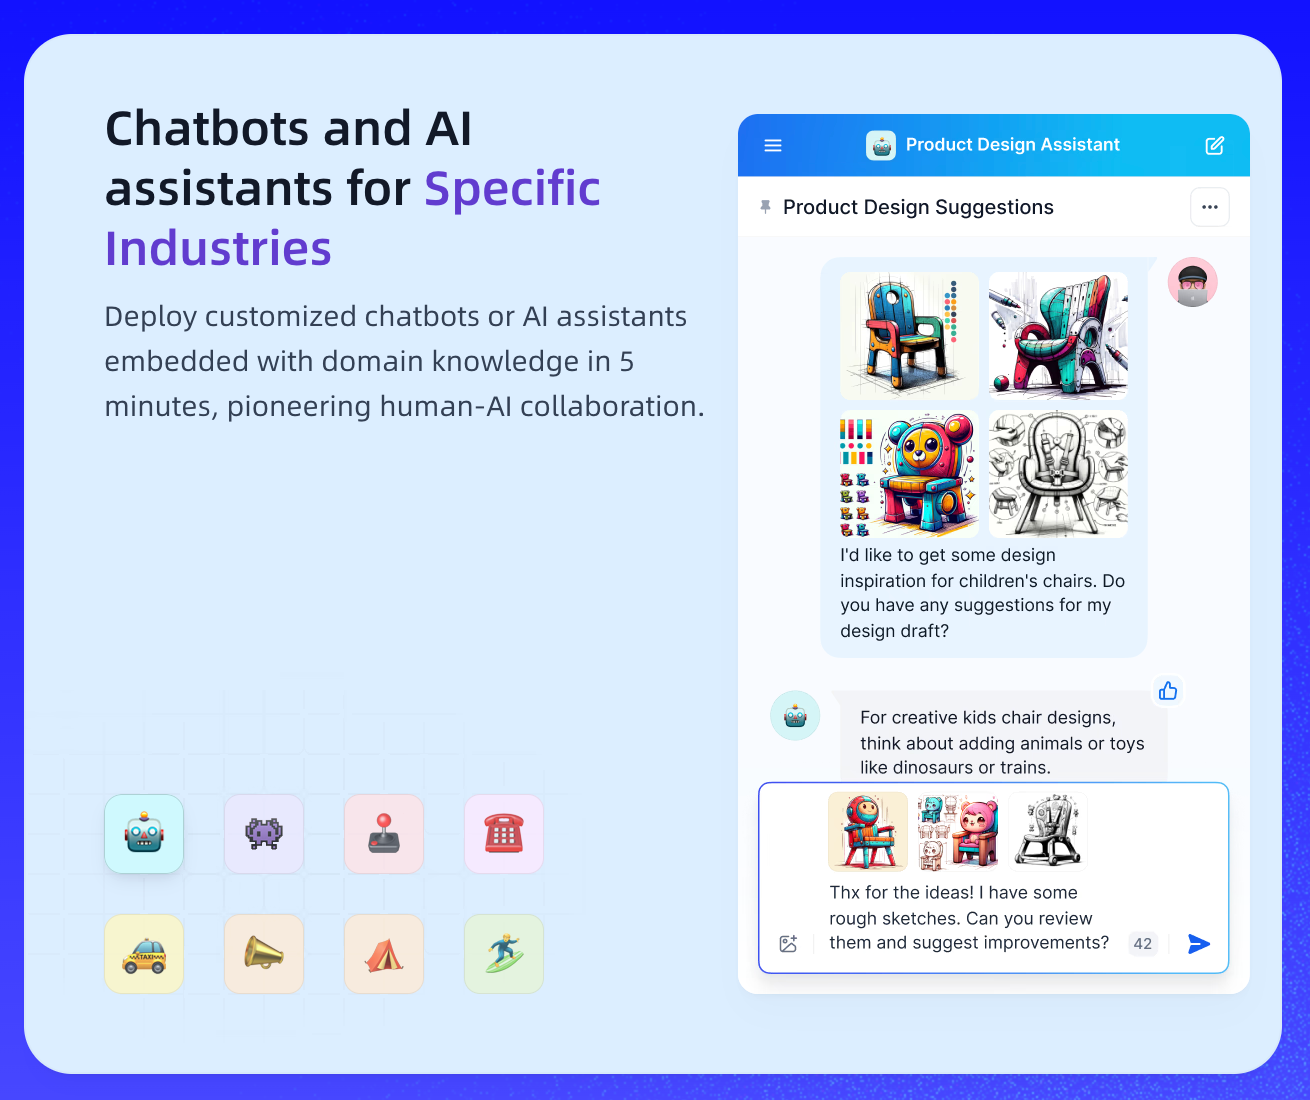 Chatbots and AI
assistants for Specific
Industries
Deploy customized chatbots or AI assistants
embedded with domain knowledge in 5
minutes, pioneering human-AI collaboration.
TAXI
Product Design Assistant
Product Design Suggestions
I'd like to get some design
inspiration for children's chairs. Do
you have any suggestions for my
design draft?
For creative kids chair designs,
think about adding animals or toys
like dinosaurs or trains.
Thx for the ideas! I have some
rough sketches. Can you review
them and suggest improvements?
42